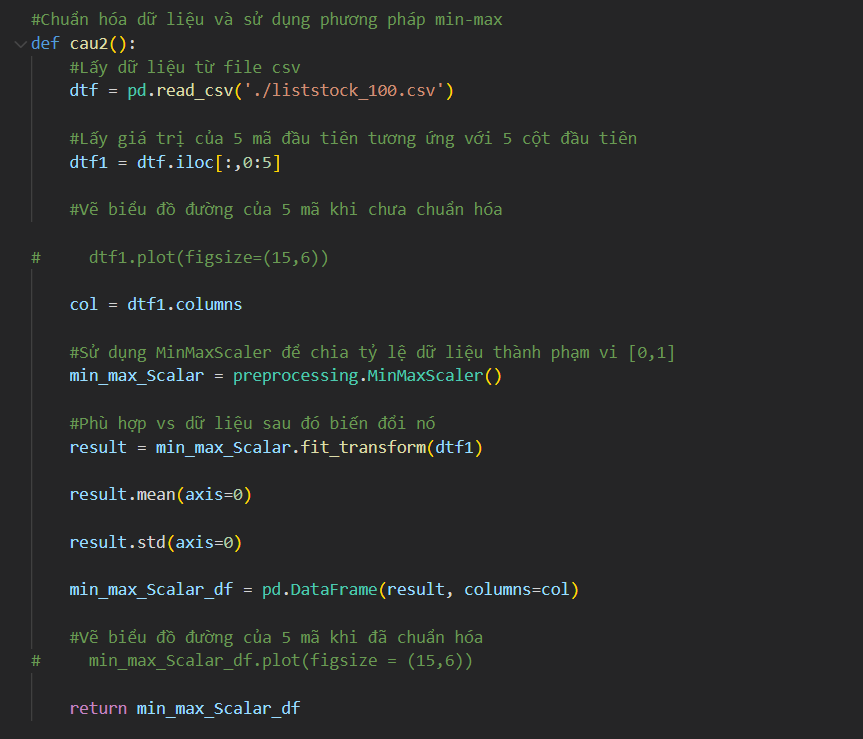 #Chuẩn hóa dữ liệu và sử dụng phương pháp min-max
def cau2():
#Lấy dữ liệu từ file csv
dtf = pd.read_csv('./liststock_100.csv')
#Lấy giá trị của 5 mã đầu tiên tương ứng với 5 cột đầu tiên
dtf1 = dtf.iloc[:,0:5]
#Vẽ biểu đồ đường của 5 mã khi chưa chuẩn hóa
#     dtf1.plot(figsize=(15,6))
col = dtf1.columns
#Sử dụng MinMaxScaler để chia tỷ lệ dữ liệu thành phạm vi [0,1]
min_max_Scalar = preprocessing.MinMaxScaler()
#Phù hợp vs dữ liệu sau đó biến đổi nó
result = min_max_Scalar.fit_transform(dtf1)
result.mean(axis=0)
result.std(axis=0)
min_max_Scalar_df = pd.DataFrame(result, columns=col)
#Vẽ biểu đồ đường của 5 mã khi đã chuẩn hóa
#     min_max_Scalar_df.plot(figsize = (15,6))
return min_max_Scalar_df